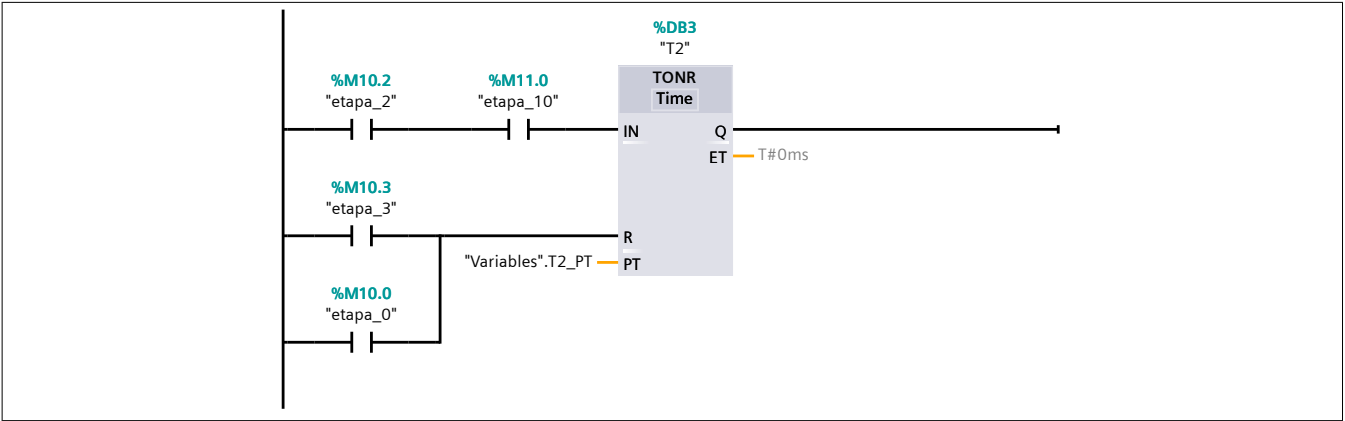 %DB3
"T2"
%M10.2
"etapa_2"
%M11.0
"etapa_10"
TONR
Time
IN
Q
ET
T#0ms
%M10.3
"etapa_3"
R
"Variables".T2_PT
PT
%M10.0
"etapa_0"